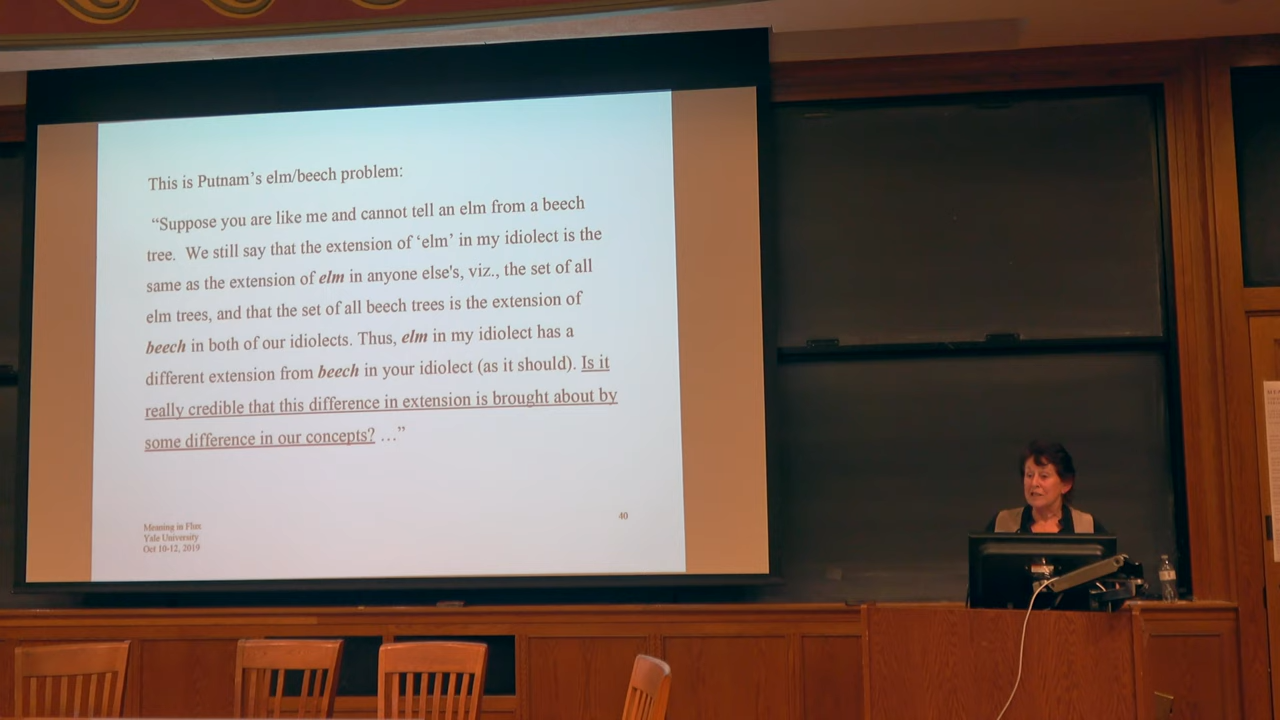 This is Putnam's elm/beech problem:
“Suppose you are like me and cannot tell an elm from a beech
tree. We still say that the extension of ‘elm’ in my idiolect is the
same as the extension of elm in anyone else's, viz., the set of all
elm trees, and that the set of all beech trees is the extension of
beech in both of our idiolects. Thus, elm in my idiolect has a
different extension from beech in your idiolect (as it should). Is it
really credible that this difference in extension is brought about by
some difference in our concepts? …”
Meaning in Flux
Yale University
Oct 10-12, 2019
40